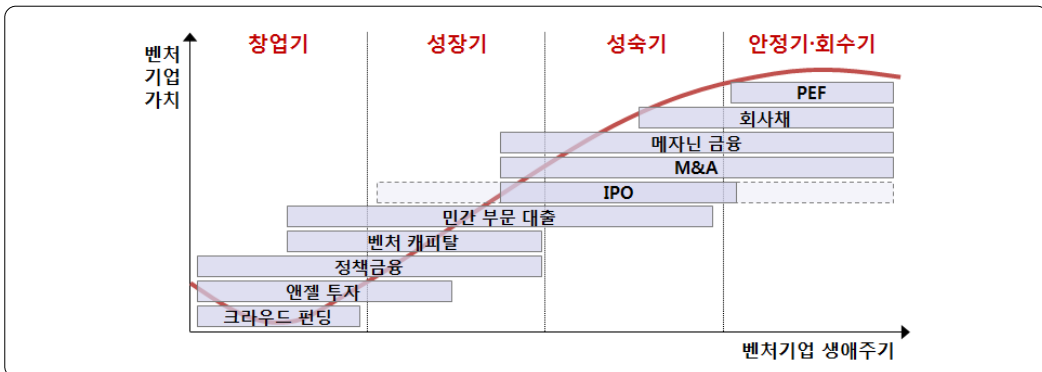 벤처
기업
가치
창업기
성장기
성숙기
안정기·회수기
PEF
회사채
메자닌 금융
M&A
IPO
민간 부문 대출
벤처 캐피탈
정책금융
앤젤 투자
크라우드 펀딩
벤처기업 생애주기